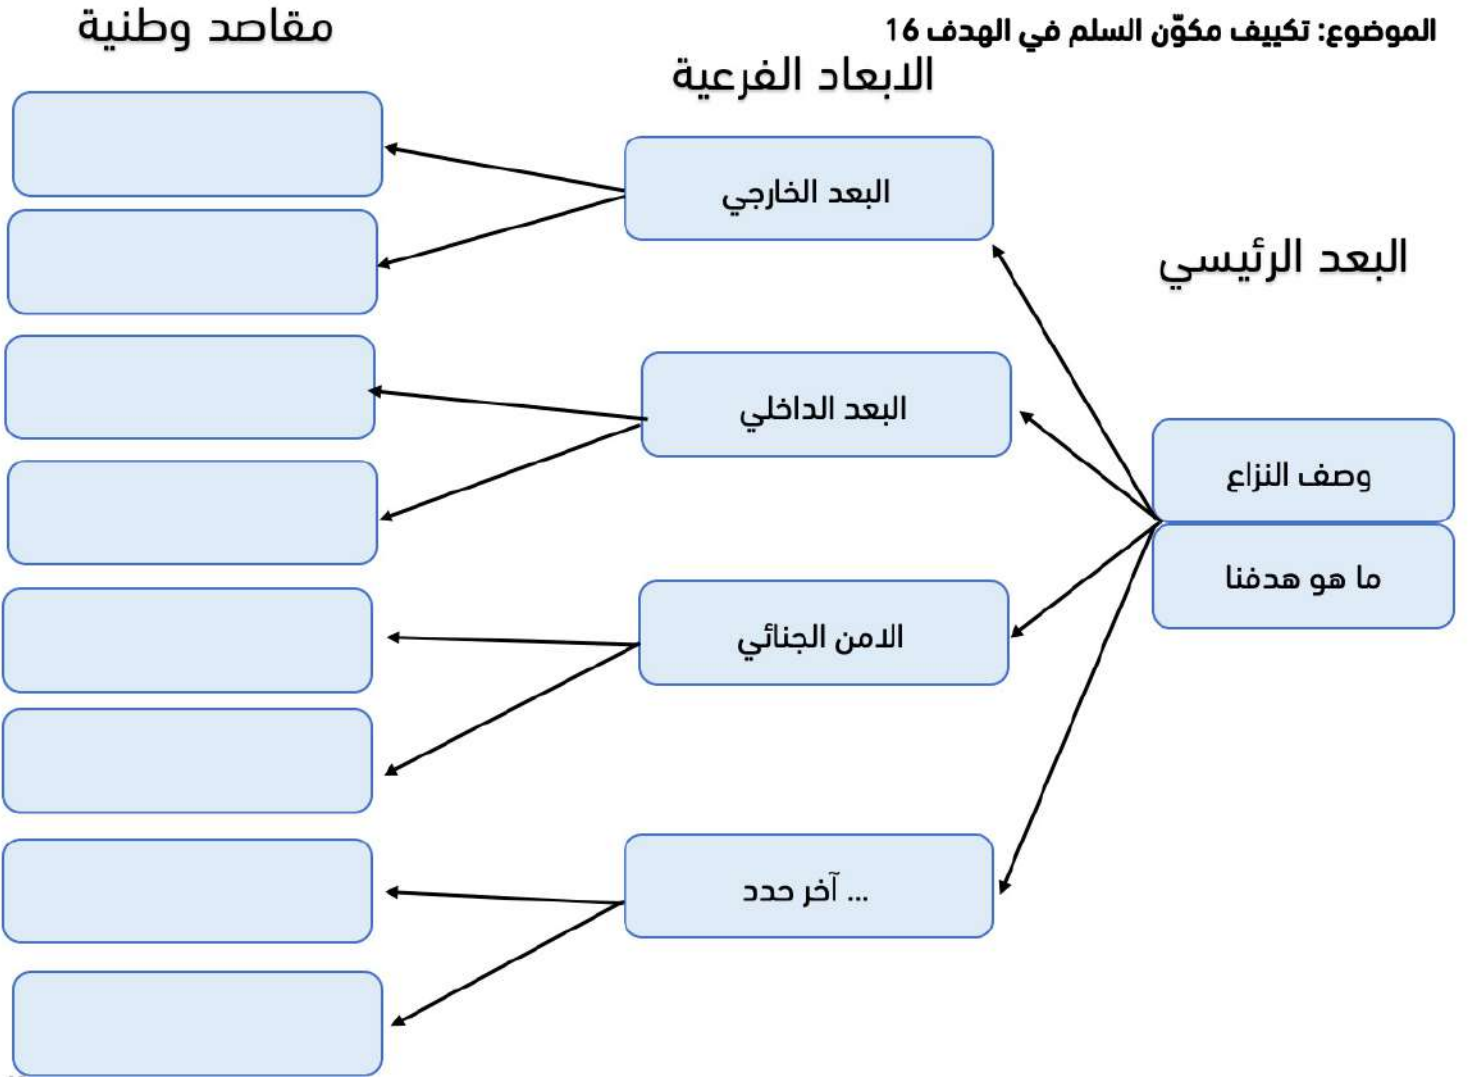 الموضوع: تكييف مكوّن السلم في الهدف 16
البعد الرئيسي
وصف النزاع
ما هو هدفنا
الابعاد الفرعية
البعد الخارجي
البعد الداخلي
الامن الجنائي
... آخر حدد
مقاصد وطنية